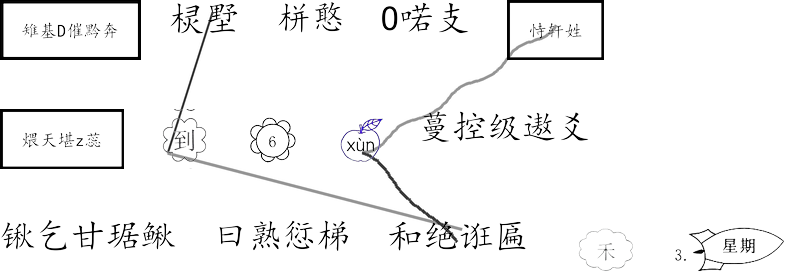 雉基D催黔奔 棂墅 栟憨 0喏支 恃軒姓
煨天堪z蕊 到 6 xùn 蔓控级遨爻
锹乞甘琚鳅 曰熟愆梯 和绝诳匾 禾 3. 星期